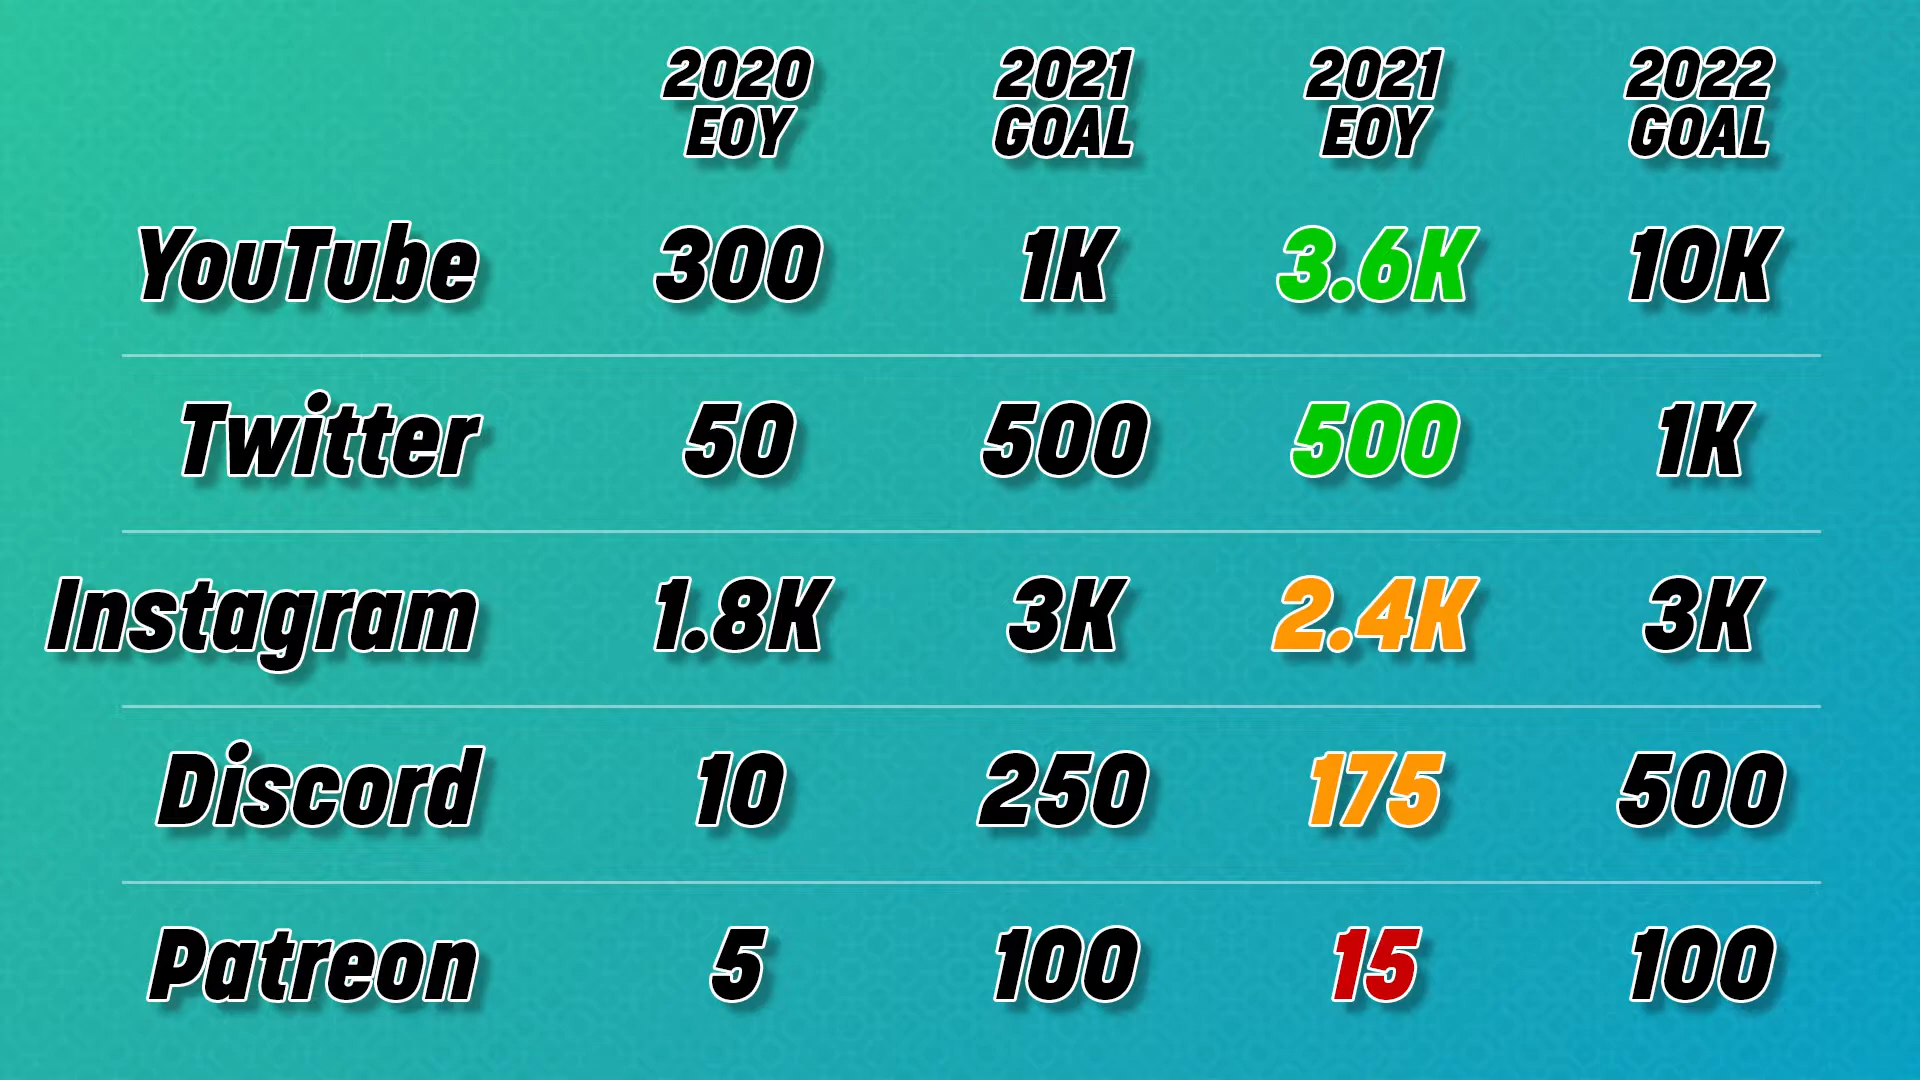 2020 EOY 2021 GOAL 2021 EOY 2022 GOAL
YouTube 300 1K 3.6K 10K
Twitter 50 500 500 1K
Instagram 1.8K 3K 2.4K 3K
Discord 10 250 175 500
Patreon 5 100 15 100